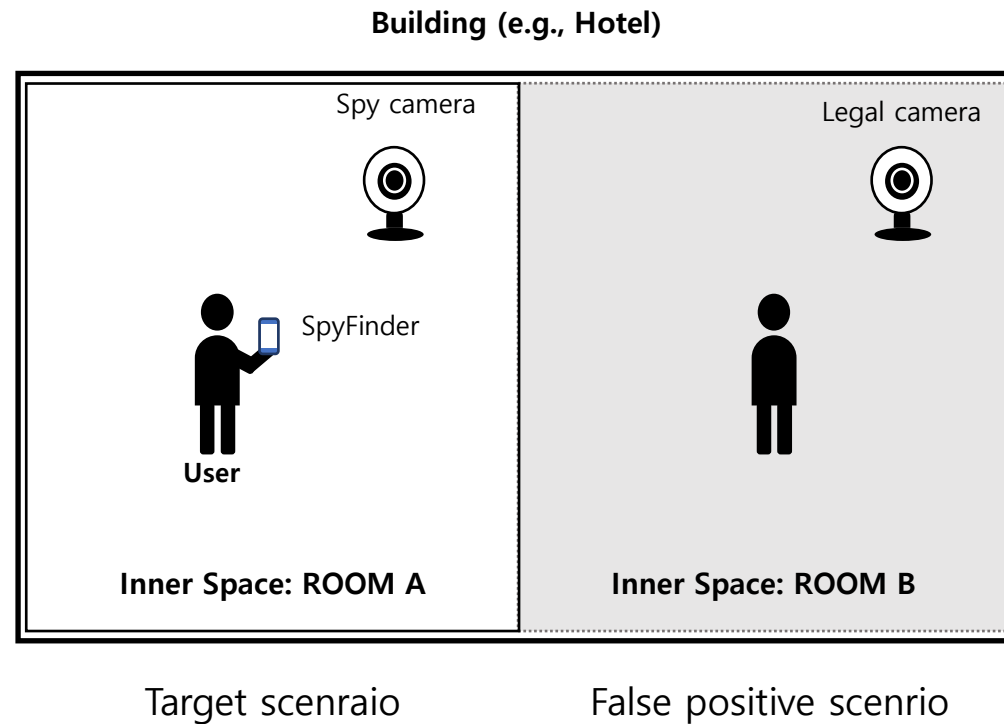 Building (e.g., Hotel)
Spy camera
Legal camera
SpyFinder
User
Inner Space: ROOM A
Inner Space: ROOM B
Target scenraio
False positive scenrio